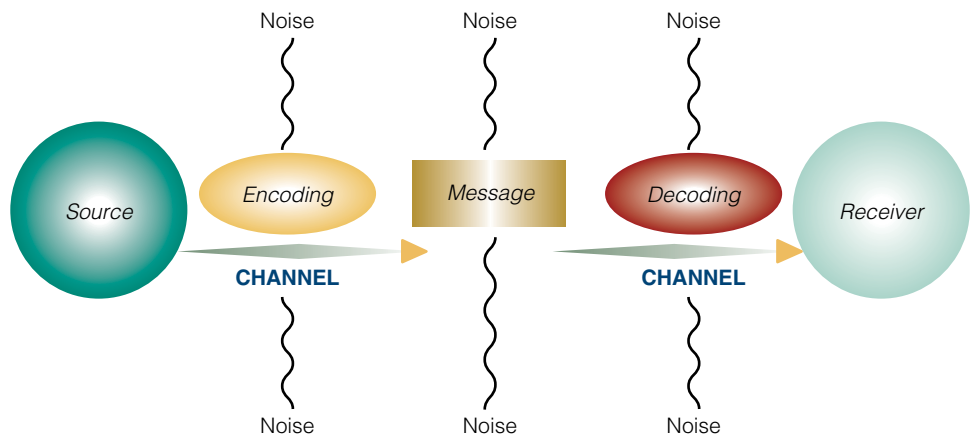 Noise Noise Noise
Source Encoding Message Decoding Receiver
CHANNEL CHANNEL
Noise Noise Noise